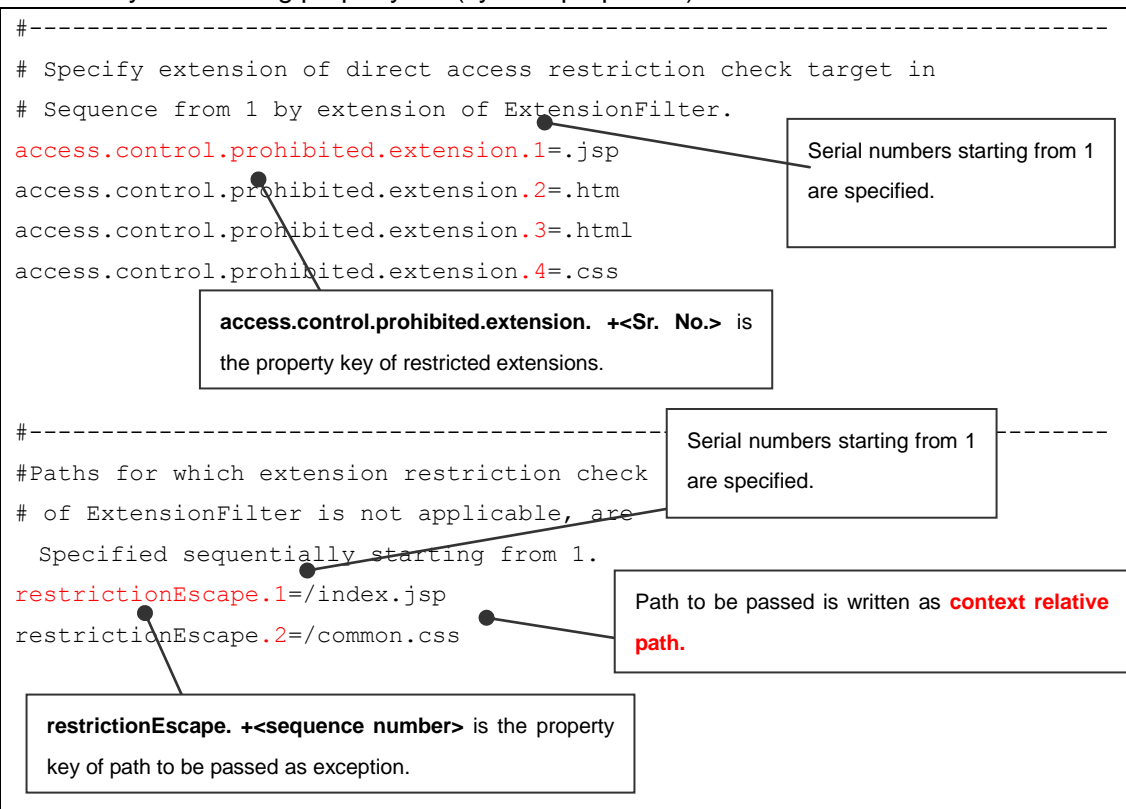 #---------------------------------------------------------------------------
# Specify extension of direct access restriction check target in
# Sequence from 1 by extension of ExtensionFilter.
access.control.prohibited.extension.1=.jsp
access.control.prohibited.extension.2=.htm
access.control.prohibited.extension.3=.html
access.control.prohibited.extension.4=.css
Serial numbers starting from 1
are specified.
access.control.prohibited.extension. +<Sr. No.> is
the property key of restricted extensions.
#---------------------------------------------------------------------------
#Paths for which extension restriction check
# of ExtensionFilter is not applicable, are
Specified sequentially starting from 1.
restrictionEscape.1=/index.jsp
restrictionEscape.2=/common.css
Serial numbers starting from 1
are specified.
Path to be passed is written as context relative
path.
restrictionEscape. +<sequence number> is the property
key of path to be passed as exception.